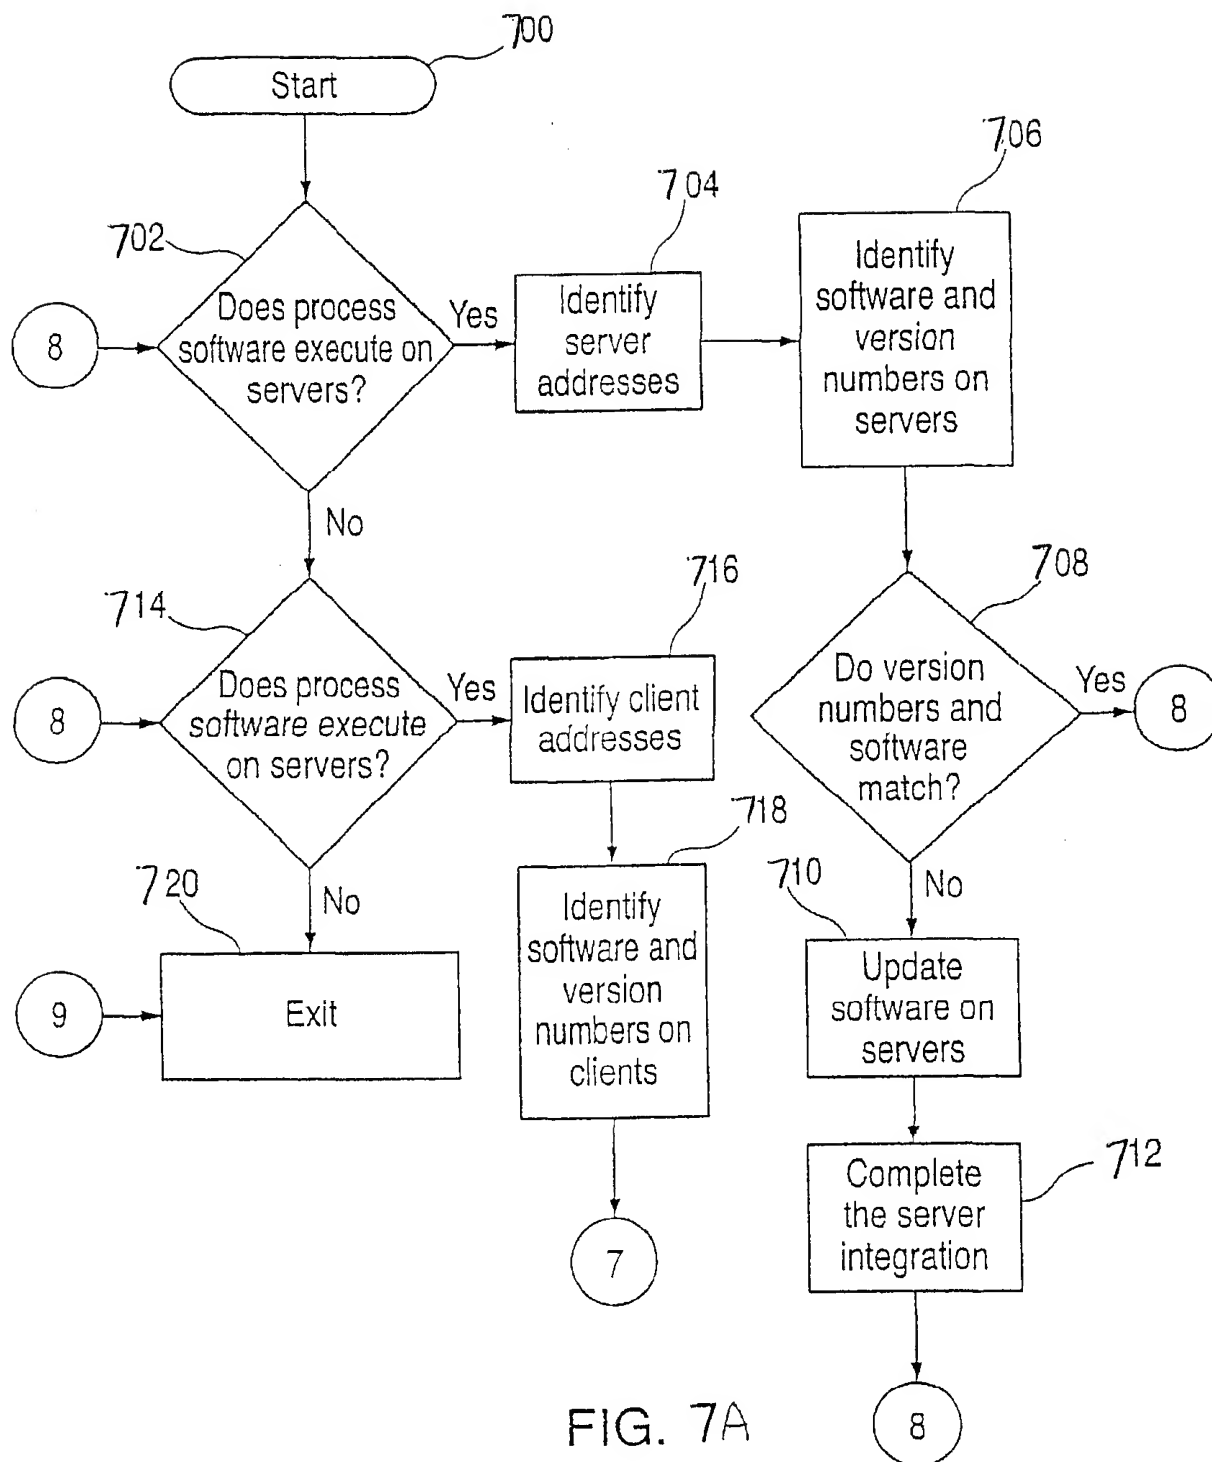 700
Start
702
8
Does process
software execute on
servers?
Yes
704
Identify
server
addresses
706
Identify
software and
version
numbers on
servers
No
714
8
Does process
software execute
on servers?
Yes
716
Identify client
addresses
708
Do version
numbers and
software
match?
Yes
8
No
720
9
Exit
718
Identify
software and
version
numbers on
clients
7
No
710
Update
software on
servers
712
Complete
the server
integration
8
FIG. 7A